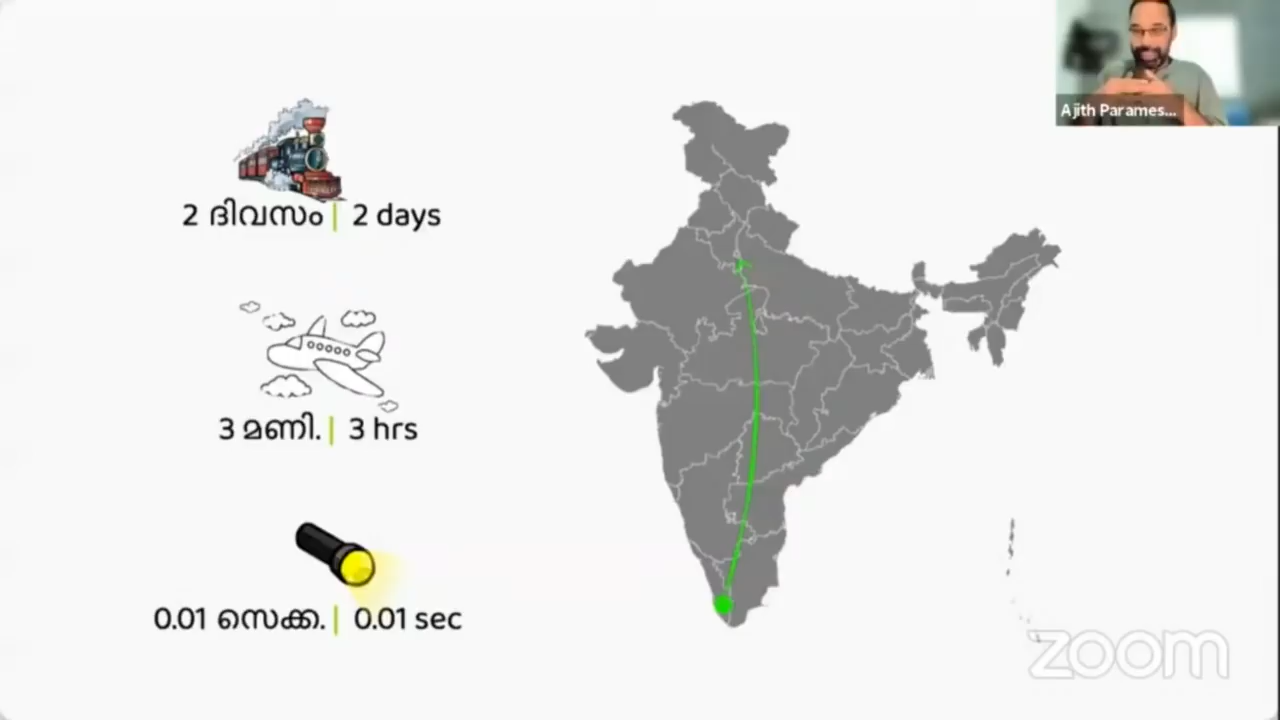 Ajith Parames...
2 ദിവസം | 2 days
3 മണി. | 3 hrs
0.01 സെക്ക. | 0.01 sec
zoom